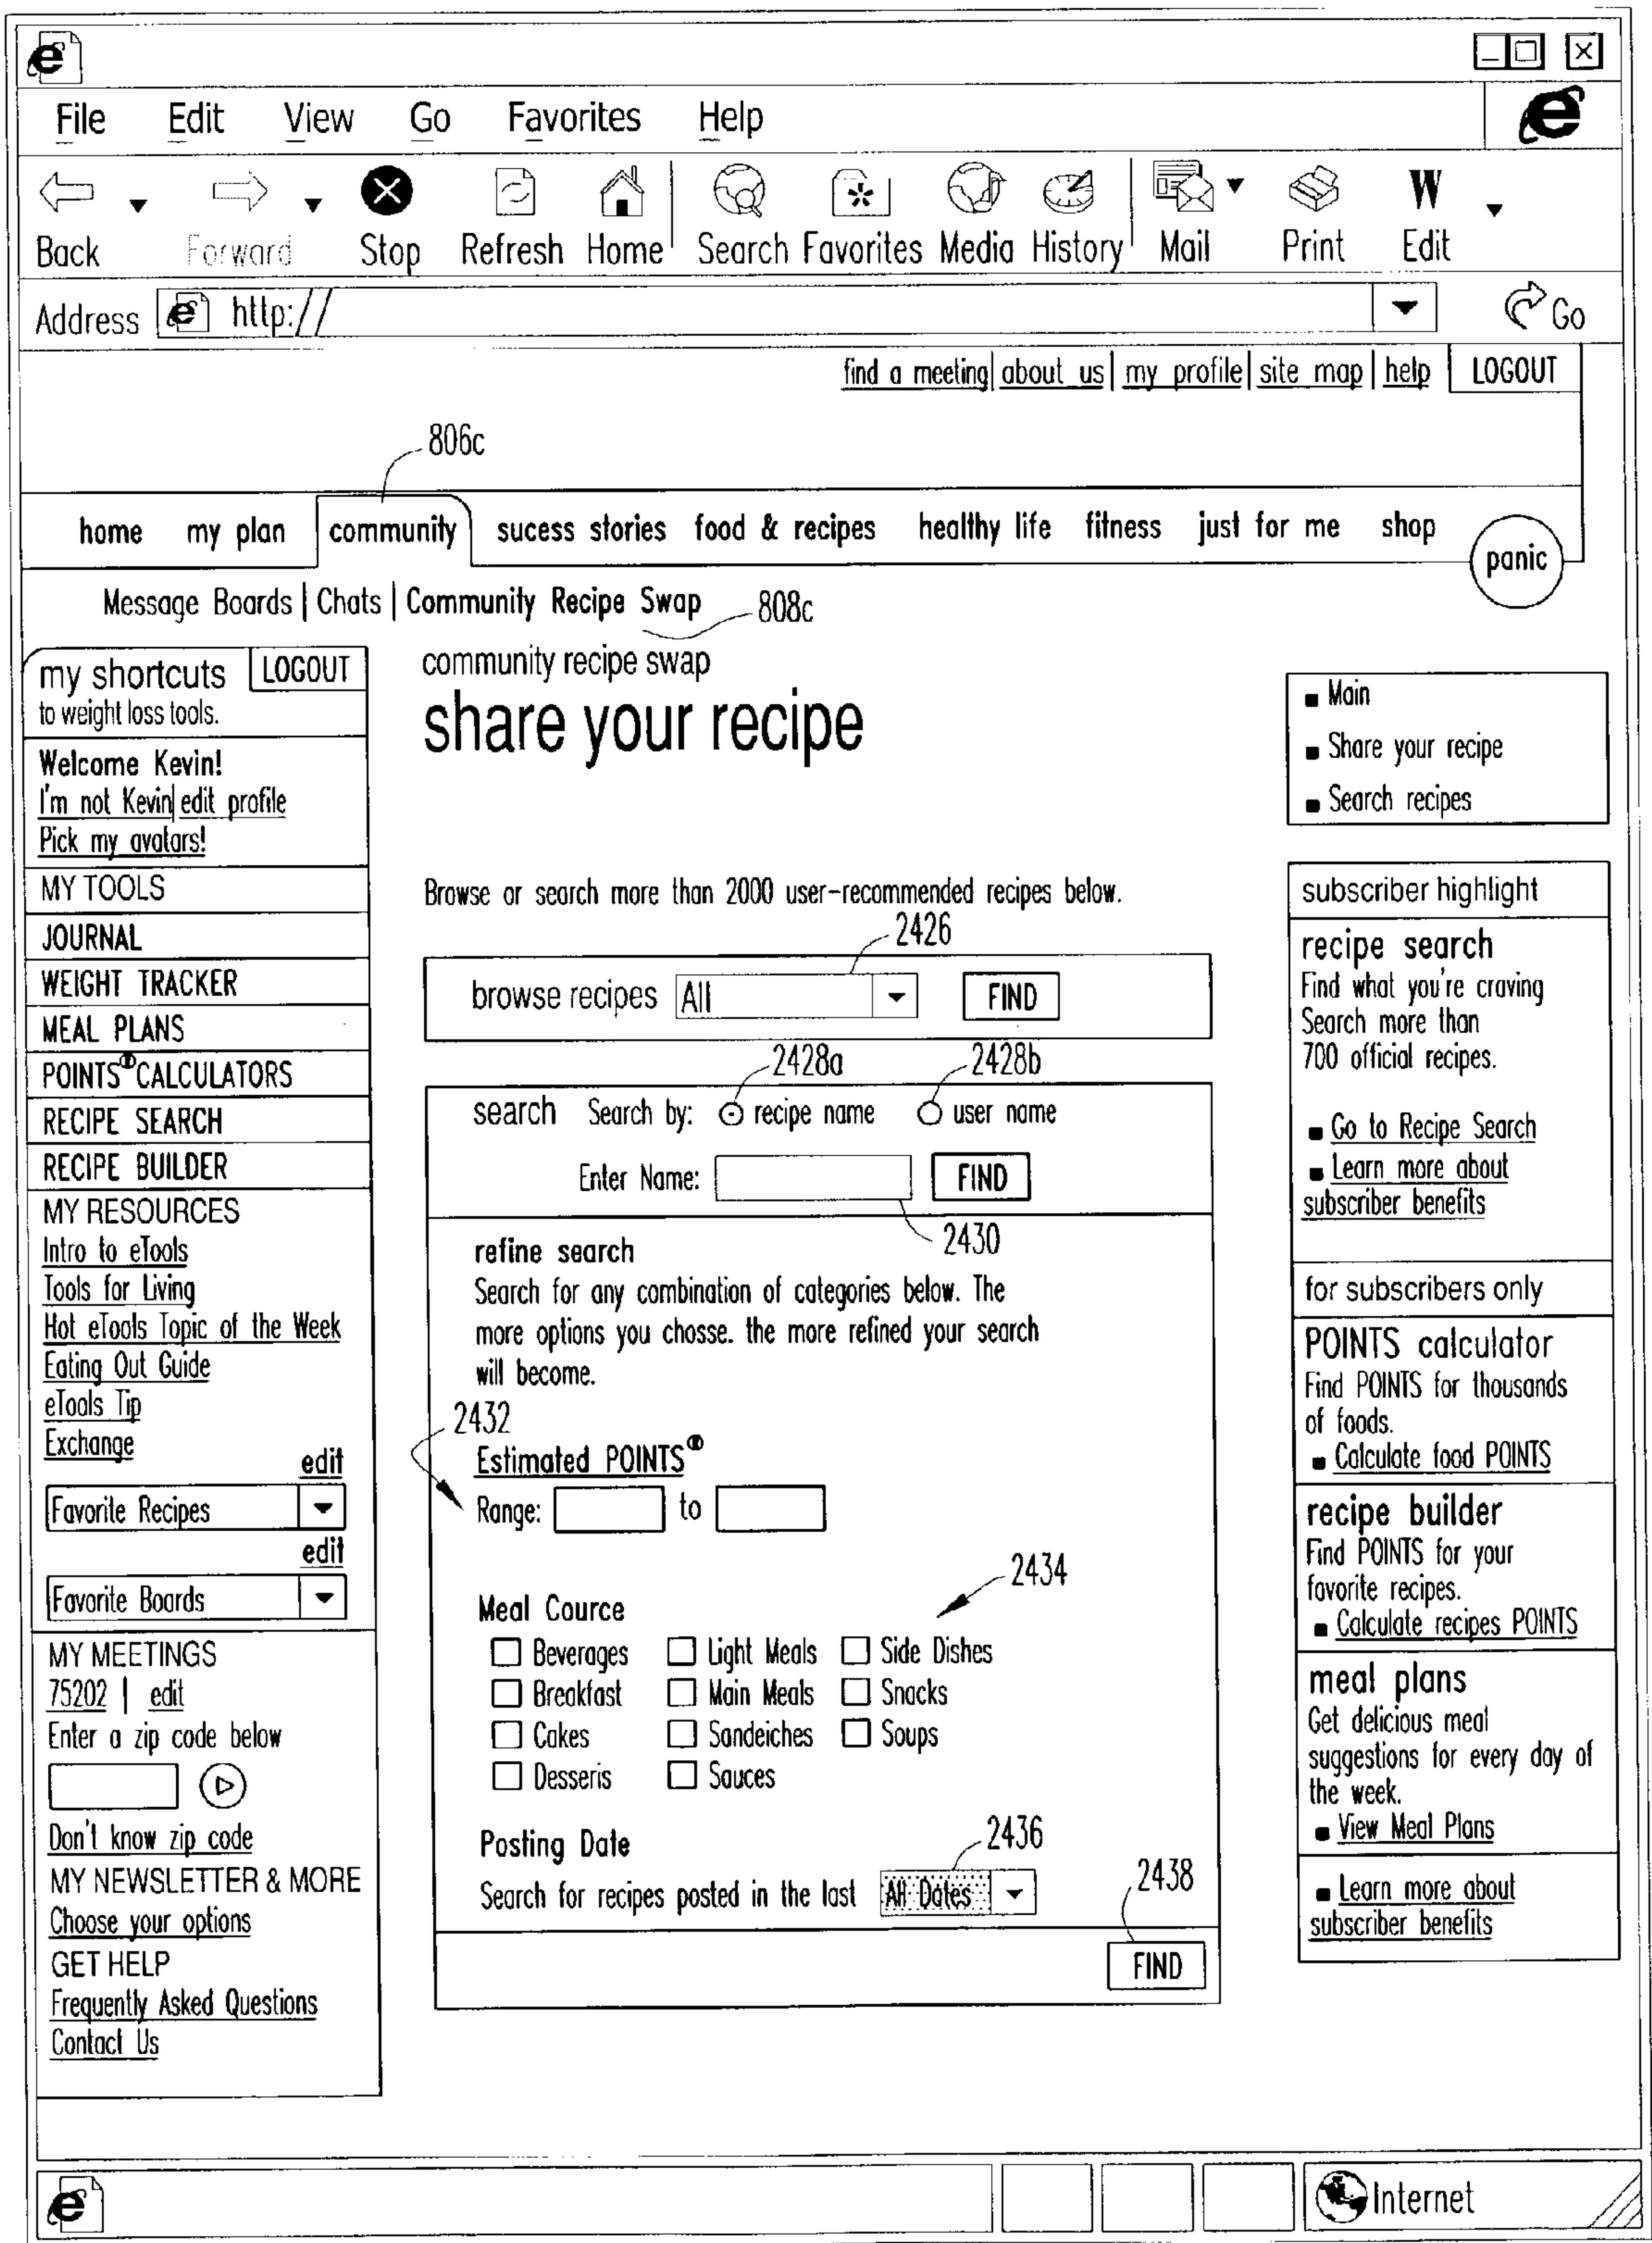 File Edit View Go Favorites Help
Back Forward Stop Refresh Home Search Favorites Media History Mail Print Edit
Address http:// Go
find a meeting | about us | my profile | site map | help LOGOUT
806c
home my plan community sucess stories food & recipes healthy life fitness just for me shop panic
Message Boards | Chats | Community Recipe Swap 808c
my shortcuts LOGOUT
to weight loss tools.
Welcome Kevin!
I'm not Kevin | edit profile
Pick my avatars!
MY TOOLS
JOURNAL
WEIGHT TRACKER
MEAL PLANS
POINTS® CALCULATORS
RECIPE SEARCH
RECIPE BUILDER
MY RESOURCES
Intro to eTools
Tools for Living
Hot eTools Topic of the Week
Eating Out Guide
eTools Tip
Exchange
edit
Favorite Recipes
edit
Favorite Boards
MY MEETINGS
75202 | edit
Enter a zip code below
Don't know zip code
MY NEWSLETTER & MORE
Choose your options
GET HELP
Frequently Asked Questions
Contact Us
community recipe swap
share your recipe
Browse or search more than 2000 user-recommended recipes below.
2426
browse recipes All FIND
2428a 2428b
search Search by: recipe name user name
Enter Name: FIND
2430
refine search
Search for any combination of categories below. The
more options you chosse. the more refined your search
will become.
2432
Estimated POINTS®
Range: to
2434
Meal Cource
Beverages Light Meals Side Dishes
Breakfast Main Meals Snacks
Cakes Sandeiches Soups
Desseris Sauces
2436
Posting Date
Search for recipes posted in the last All Dates
2438
FIND
Main
Share your recipe
Search recipes
subscriber highlight
recipe search
Find what you're craving
Search more than
700 official recipes.
Go to Recipe Search
Learn more about
subscriber benefits
for subscribers only
POINTS calculator
Find POINTS for thousands
of foods.
Calculate food POINTS
recipe builder
Find POINTS for your
favorite recipes.
Calculate recipes POINTS
meal plans
Get delicious meal
suggestions for every day of
the week.
View Meal Plans
Learn more about
subscriber benefits
Internet